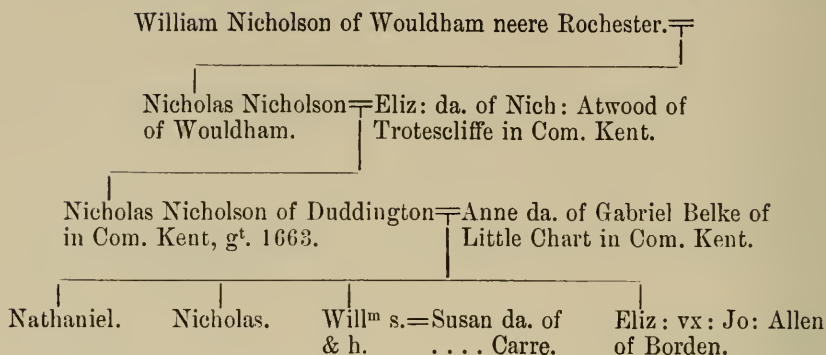 William Nicholson of Wouldham neere Rochester.
Nicholas Nicholson=Eliz: da. of Nich: Atwood of
of Wouldham. Trotescliffe in Com. Kent.
Nicholas Nicholson of Duddington=Anne da. of Gabriel Belke of
in Com. Kent, gᵗ. 1663. Little Chart in Com. Kent.
Nathaniel. Nicholas. Willᵐ s.=Susan da. of Eliz: vx: Jo: Allen
& h. .... Carre. of Borden.